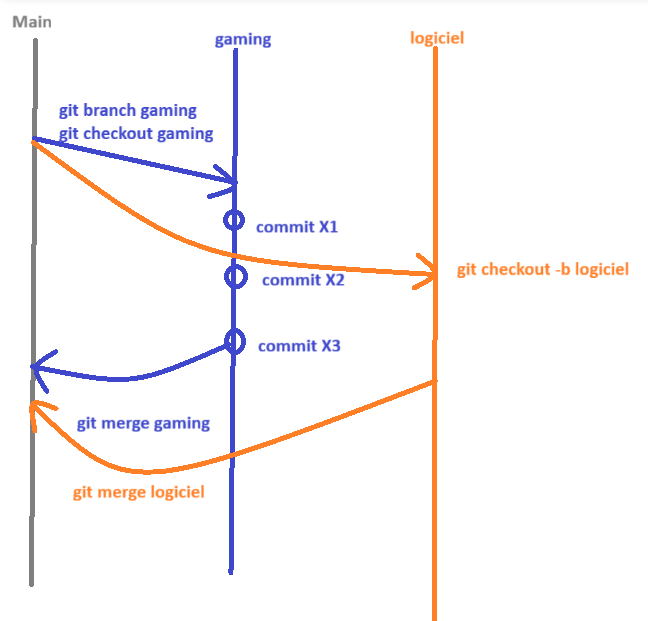 Main
gaming
logiciel
git branch gaming
git checkout gaming
commit X1
git checkout -b logiciel
commit X2
commit X3
git merge gaming
git merge logiciel